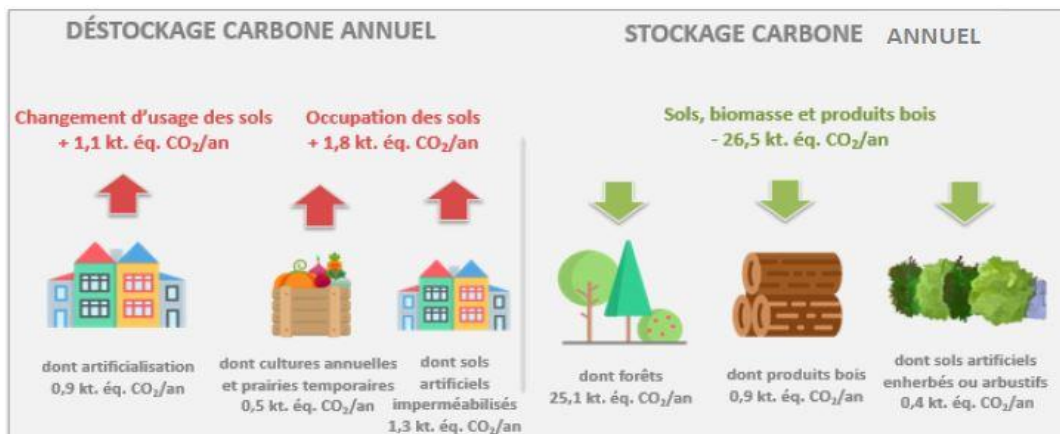 DÉSTOCKAGE CARBONE ANNUEL
STOCKAGE CARBONE ANNUEL
Changement d'usage des sols
+ 1,1 kt. éq. CO₂/an
Occupation des sols
+ 1,8 kt. éq. CO₂/an
Sols, biomasse et produits bois
- 26,5 kt. éq. CO₂/an
dont artificialisation
0,9 kt. éq. CO₂/an
dont cultures annuelles
et prairies temporaires
0,5 kt. éq. CO₂/an
dont sols
artificiels
imperméabilisés
1,3 kt. éq. CO₂/an
dont forêts
25,1 kt. éq. CO₂/an
dont produits bois
0,9 kt. éq. CO₂/an
dont sols artificiels
enherbés ou arbustifs
0,4 kt. éq. CO₂/an